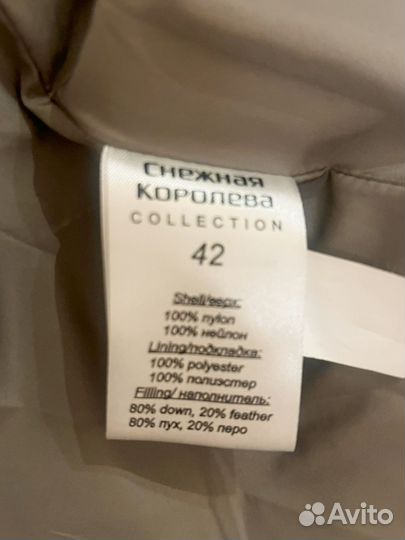 Снежная
Королева
COLLECTION
42
Shell/верх:
100% nylon
100% нейлон
Lining/подкладка:
100% polyester
100% полиэстер
Filling/ наполнитель:
80% down, 20% feather
80% пух, 20% перо
Avito